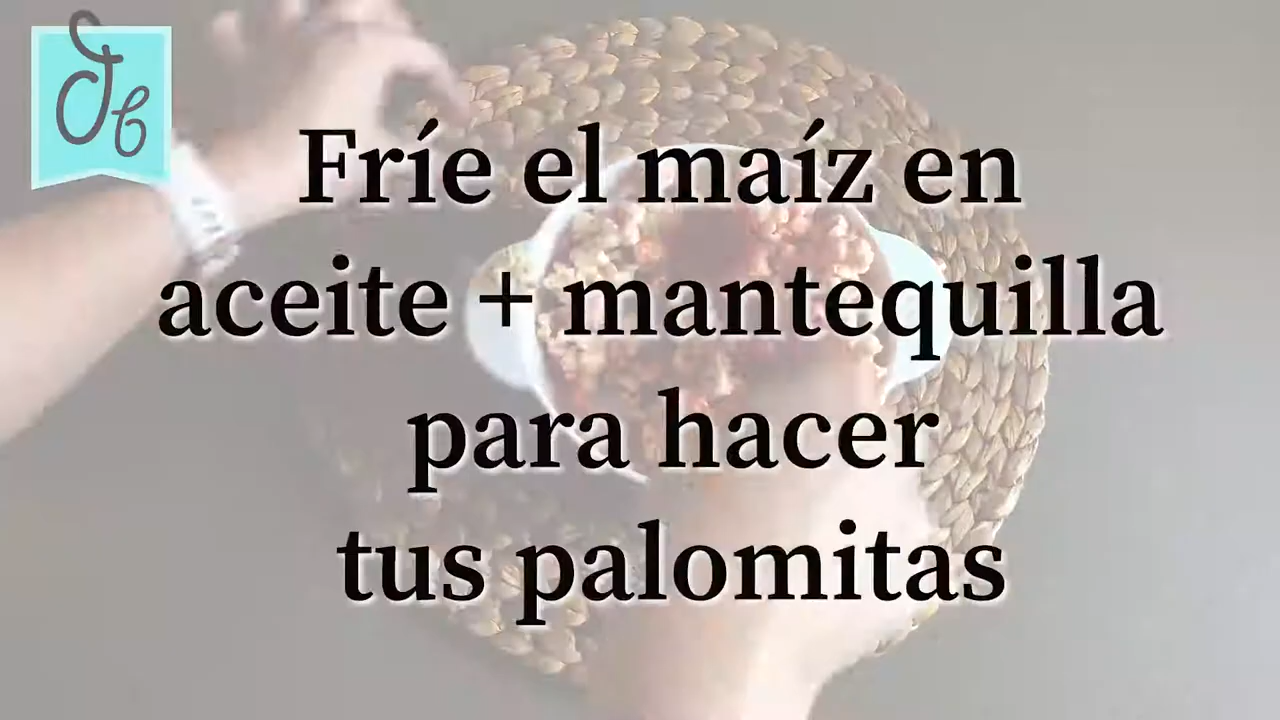 Fríe el maíz en
aceite + mantequilla
para hacer
tus palomitas